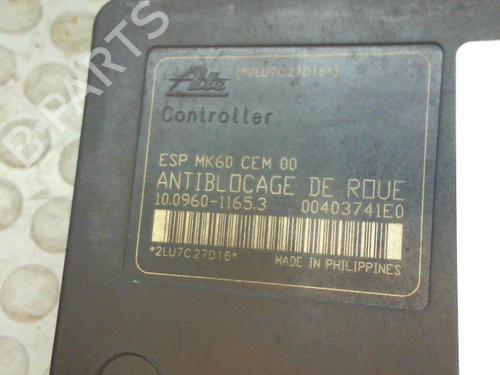 B-PARTS
Ate
(*2LU7C27D16*)
Controller
ESP MK60 CEM 00
ANTIBLOCAGE DE ROUE
10.0960-1165.3 00403741E0
*2LU7C27D16*
MADE IN PHILIPPINES